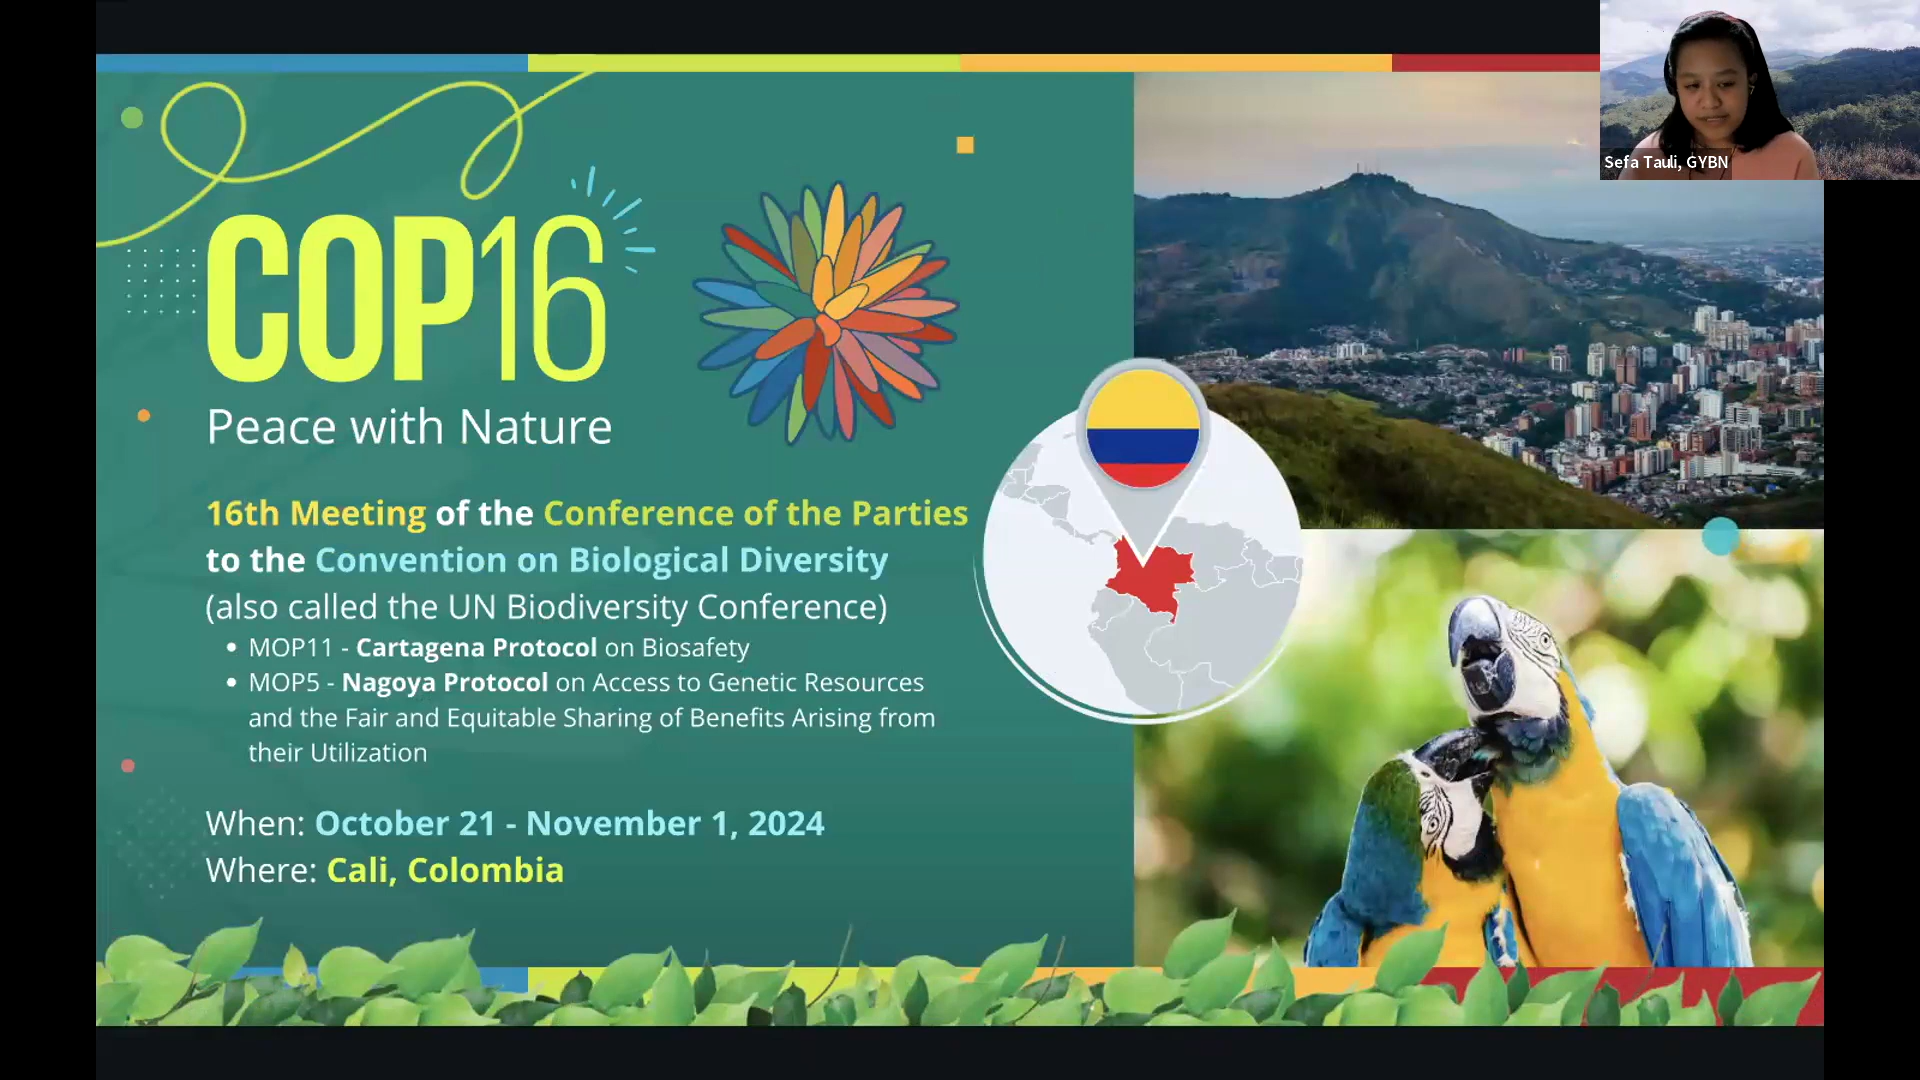 Sefa Tauli, GYBN
COP16
Peace with Nature
16th Meeting of the Conference of the Parties
to the Convention on Biological Diversity
(also called the UN Biodiversity Conference)
• MOP11 - Cartagena Protocol on Biosafety
• MOP5 - Nagoya Protocol on Access to Genetic Resources
and the Fair and Equitable Sharing of Benefits Arising from
their Utilization
When: October 21 - November 1, 2024
Where: Cali, Colombia